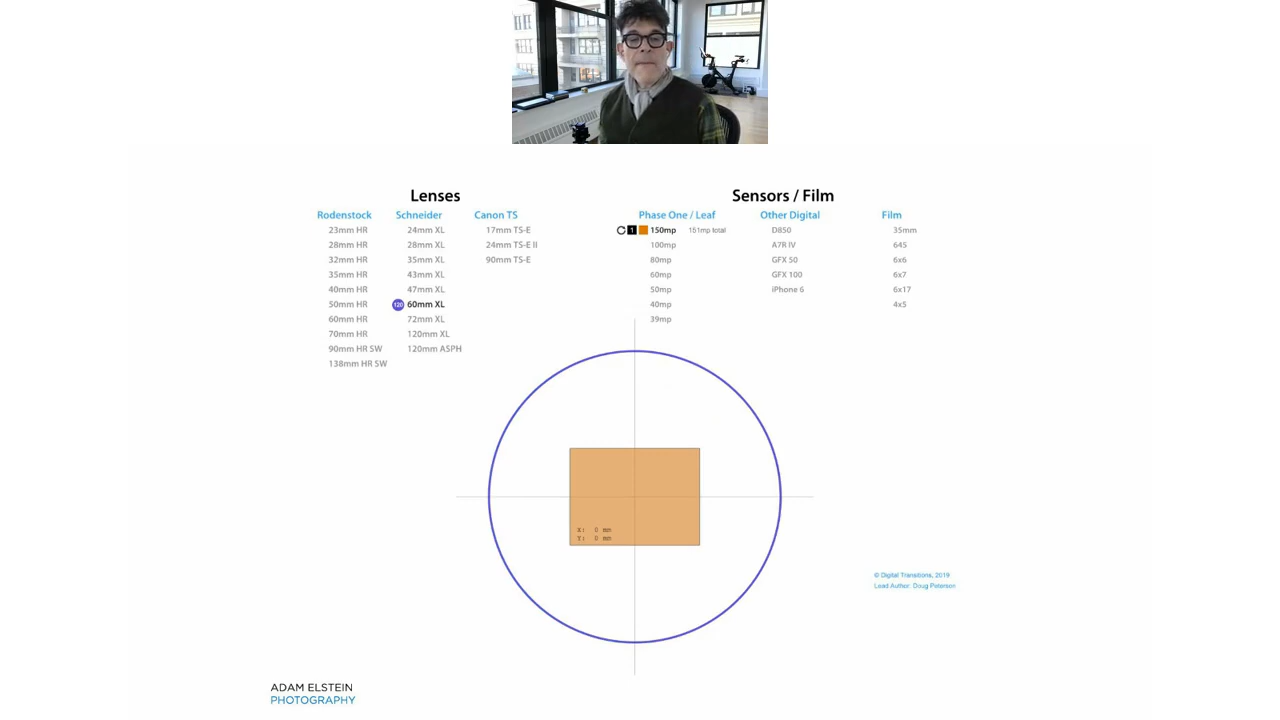 Lenses
Sensors / Film
Rodenstock Schneider Canon TS Phase One / Leaf Other Digital Film
23mm HR 24mm XL 17mm TS-E 1 150mp 151mp total D850 35mm
28mm HR 28mm XL 24mm TS-E II 100mp A7R IV 645
32mm HR 35mm XL 90mm TS-E 80mp GFX 50 6x6
35mm HR 43mm XL 60mp GFX 100 6x7
40mm HR 47mm XL 50mp iPhone 6 6x17
50mm HR 120 60mm XL 40mp 4x5
60mm HR 72mm XL 39mp
70mm HR 120mm XL
90mm HR SW 120mm ASPH
138mm HR SW
X: 0 mm
Y: 0 mm
© Digital Transitions, 2019
Lead Author: Doug Peterson
ADAM ELSTEIN
PHOTOGRAPHY